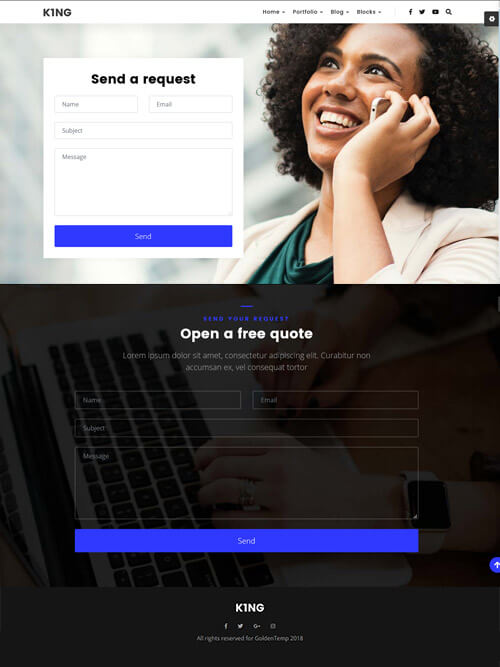 K1NG
Home Portfolio Blog Blocks
Send a request
Name Email
Subject
Message
Send
SEND YOUR REQUEST
Open a free quote
Lorem ipsum dolor sit amet, consectetur adipiscing elit. Curabitur non
accumsan ex, vel consequat tortor
Name Email
Subject
Message
Send
K1NG
All rights reserved for GoldenTemp 2018